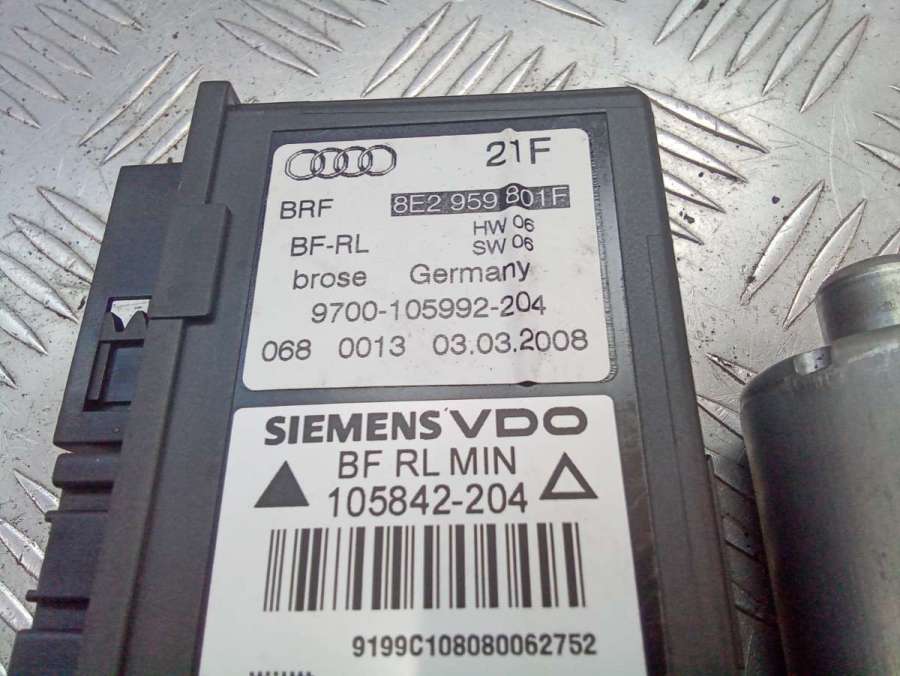 21F
BRF 8E2 959 801F
HW 06
BF-RL SW 06
brose Germany
9700-105992-204
068 0013 03.03.2008
SIEMENS VDO
BF RL MIN
105842-204
9199C108080062752